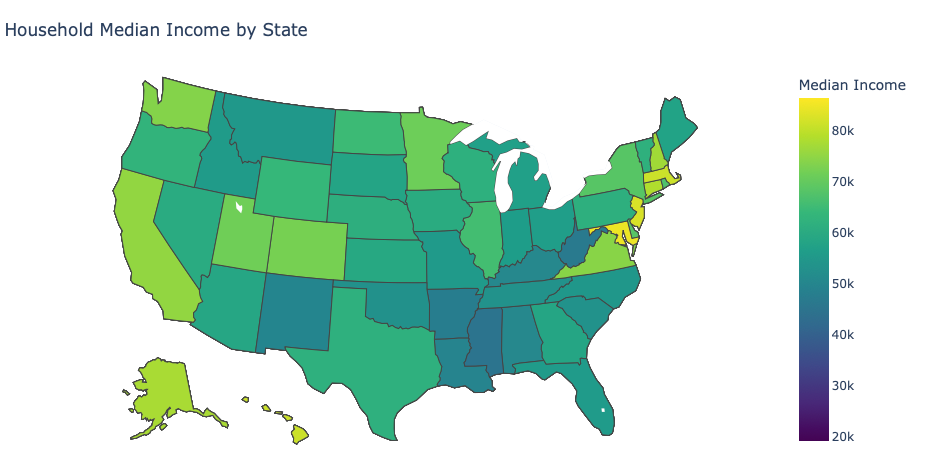 Household Median Income by State
Median Income
80k
70k
60k
50k
40k
30k
20k